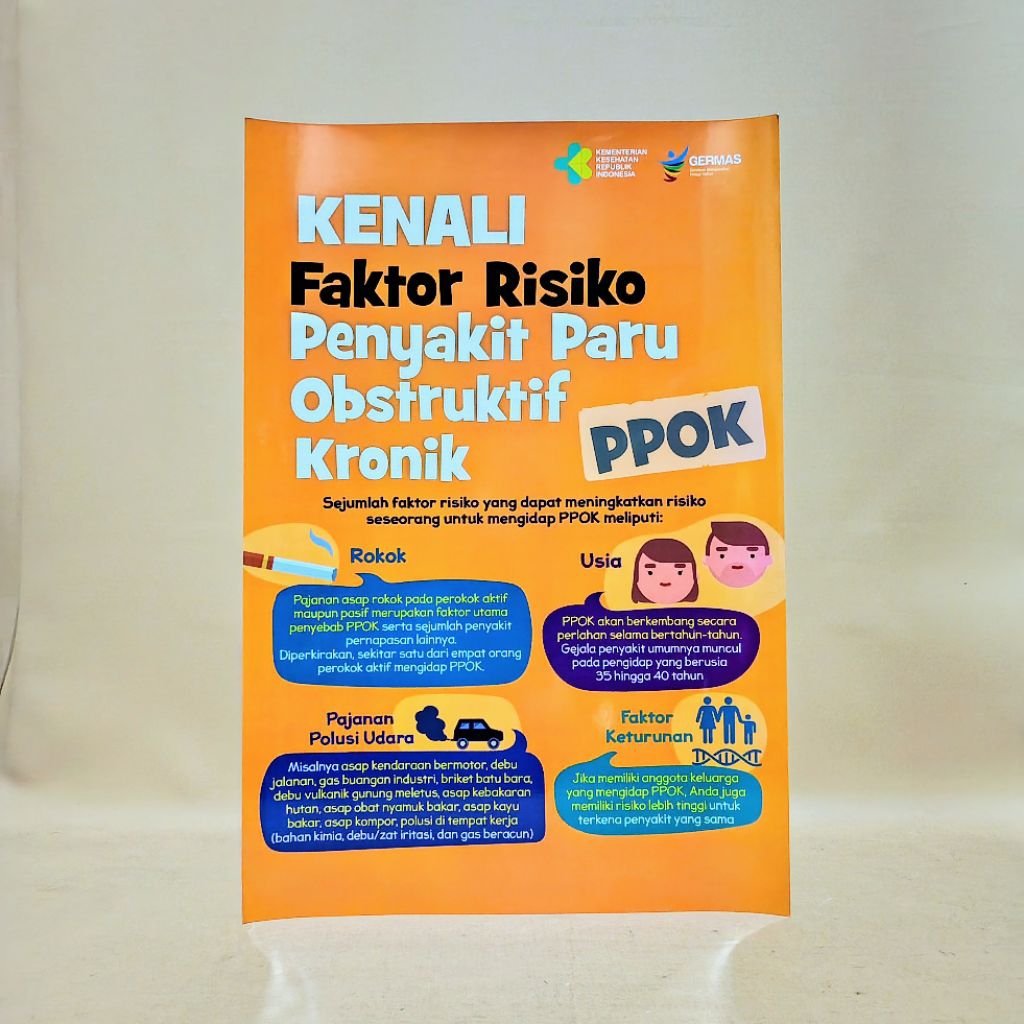 KEMENTERIAN
KESEHATAN
REPUBLIK
INDONESIA
GERMAS
KENALI
Faktor Risiko
Penyakit Paru
Obstruktif
Kronik
PPOK
Sejumlah faktor risiko yang dapat meningkatkan risiko
seseorang untuk mengidap PPOK meliputi:
Rokok
Pajanan asap rokok pada perokok aktif
maupun pasif merupakan faktor utama
penyebab PPOK serta sejumlah penyakit
pernapasan lainnya.
Diperkirakan, sekitar satu dari empat orang
perokok aktif mengidap PPOK.
Usia
PPOK akan berkembang secara
perlahan selama bertahun-tahun.
Gejala penyakit umumnya muncul
pada pengidap yang berusia
35 hingga 40 tahun
Pajanan
Polusi Udara
Misalnya asap kendaraan bermotor, debu
jalanan, gas buangan industri, briket batu bara,
debu vulkanik gunung meletus, asap kebakaran
hutan, asap obat nyamuk bakar, asap kayu
bakar, asap kompor, polusi di tempat kerja
(bahan kimia, debu/zat iritasi, dan gas beracun)
Faktor
Keturunan
Jika memiliki anggota keluarga
yang mengidap PPOK, Anda juga
memiliki risiko lebih tinggi untuk
terkena penyakit yang sama